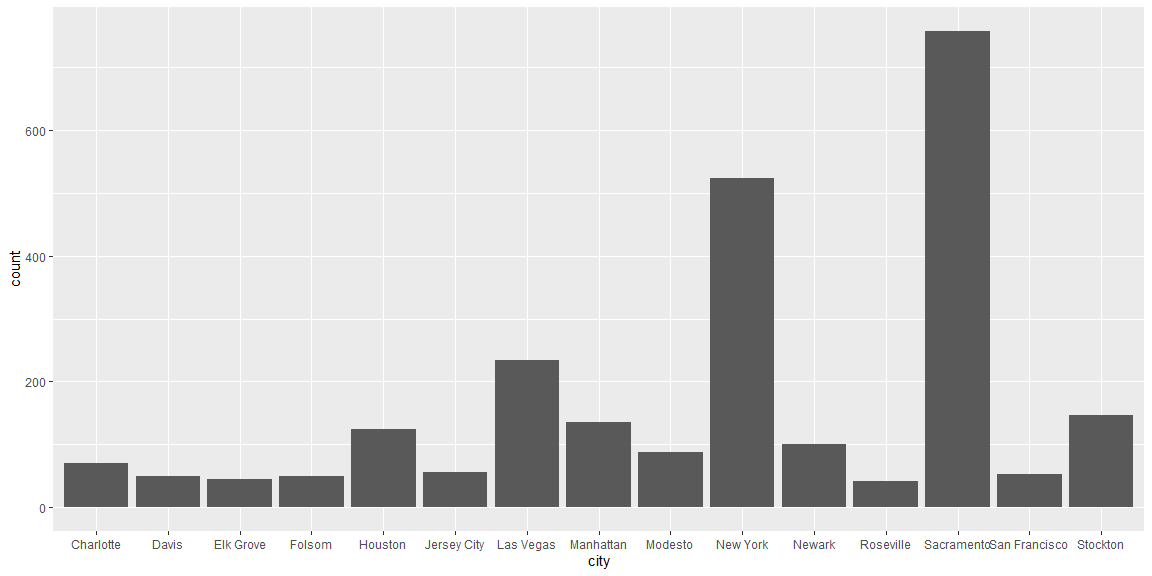 600
400
200
0
count
Charlotte Davis Elk Grove Folsom Houston Jersey City Las Vegas Manhattan Modesto New York Newark Roseville Sacramento San Francisco Stockton
city